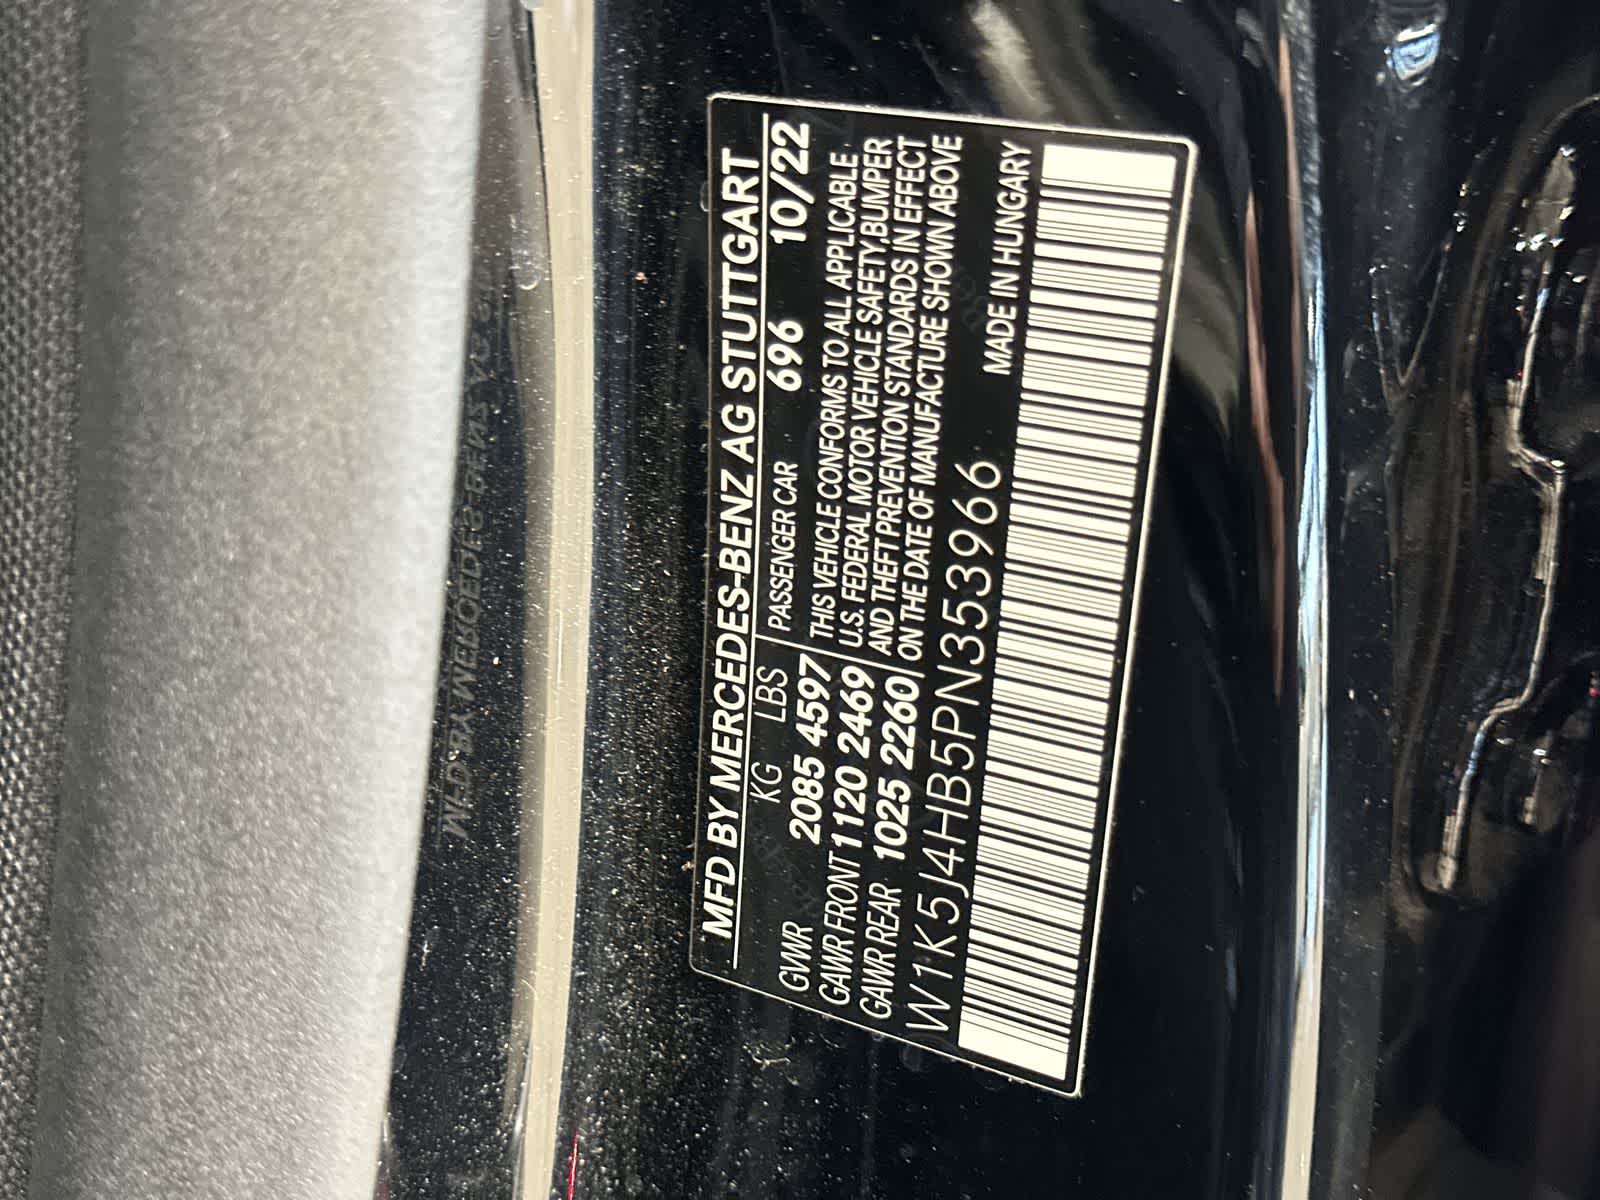 MFD BY MERCEDES-BENZ AG STUTTGART
KG LBS PASSENGER CAR 696 10/22
GVWR 2085 4597
GAWR FRONT 1120 2469
GAWR REAR 1025 2260
THIS VEHICLE CONFORMS TO ALL APPLICABLE
U.S. FEDERAL MOTOR VEHICLE SAFETY,BUMPER
AND THEFT PREVENTION STANDARDS IN EFFECT
ON THE DATE OF MANUFACTURE SHOWN ABOVE
W1K5J4HB5PN353966 MADE IN HUNGARY